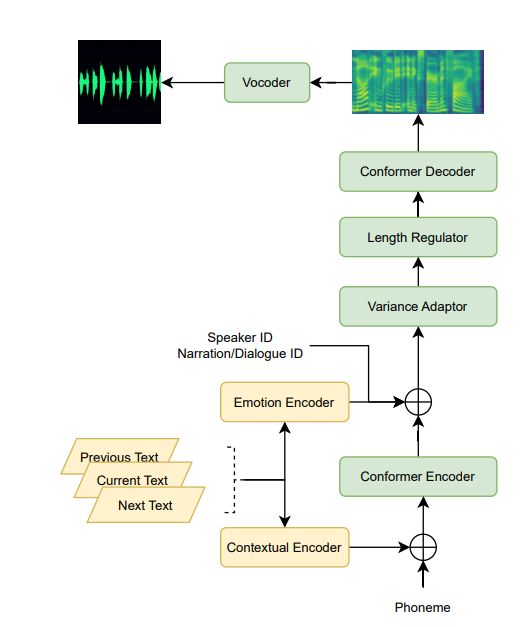 Vocoder
Conformer Decoder
Length Regulator
Variance Adaptor
Speaker ID
Narration/Dialogue ID
Emotion Encoder
Previous Text
Current Text
Next Text
Conformer Encoder
Contextual Encoder
Phoneme